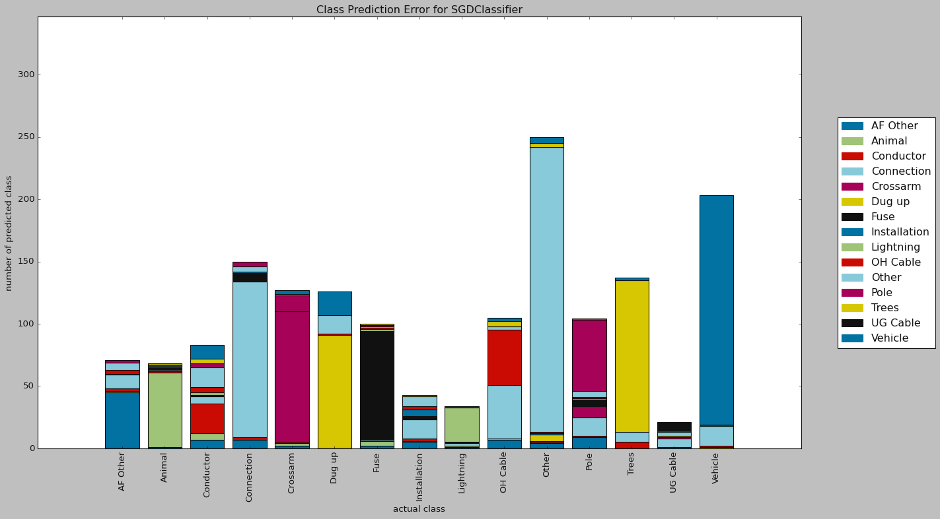 Class Prediction Error for SGDClassifier
number of predicted class
300
250
200
150
100
50
0
AF Other
Animal
Conductor
Connection
Crossarm
Dug up
Fuse
Installation
Lightning
OH Cable
Other
Pole
Trees
UG Cable
Vehicle
actual class
AF Other
Animal
Conductor
Connection
Crossarm
Dug up
Fuse
Installation
Lightning
OH Cable
Other
Pole
Trees
UG Cable
Vehicle